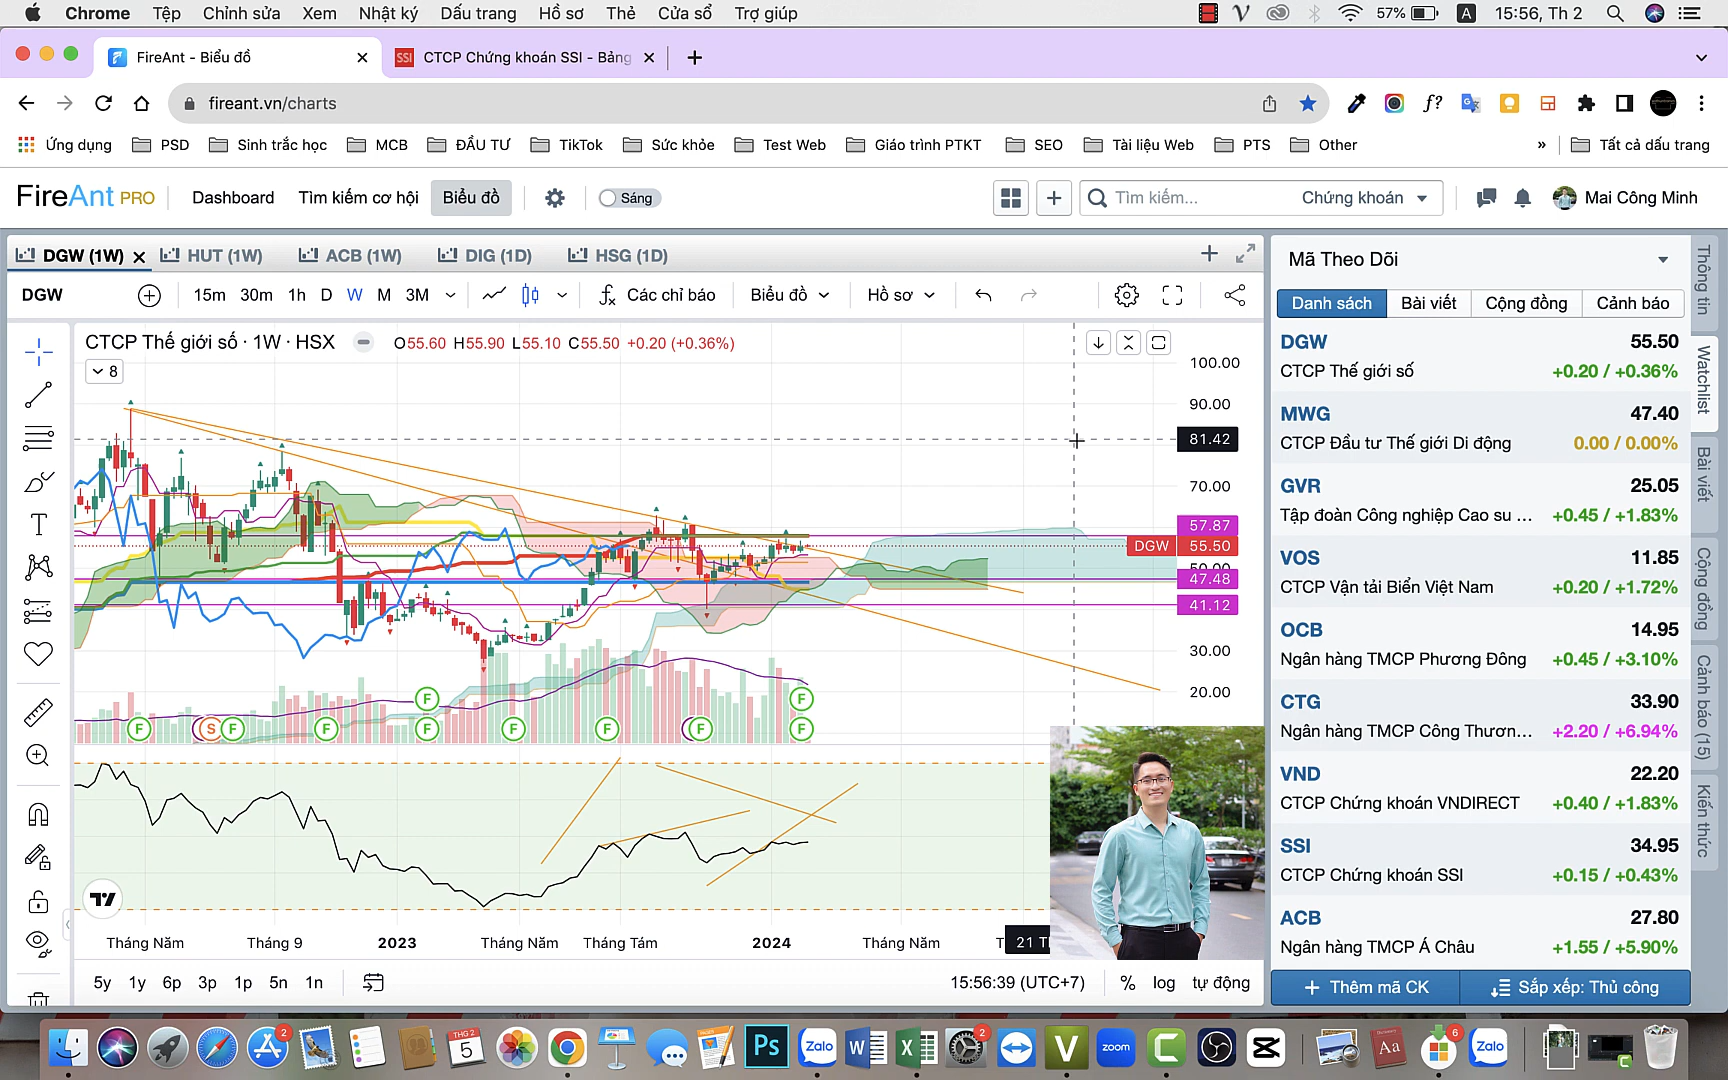 Chrome Tệp Chỉnh sửa Xem Nhật ký Dấu trang Hồ sơ Thẻ Cửa sổ Trợ giúp 57% A 15:56, Th 2
FireAnt - Biểu đồ
SSI CTCP Chứng khoán SSI - Bảng
fireant.vn/charts
f?
Ứng dụng PSD Sinh trắc học MCB ĐẦU TƯ TikTok Sức khỏe Test Web Giáo trình PTKT SEO Tài liệu Web PTS Other » Tất cả dấu trang
FireAnt PRO Dashboard Tìm kiếm cơ hội Biểu đồ Sáng Tìm kiếm... Chứng khoán Mai Công Minh
DGW (1W) HUT (1W) ACB (1W) DIG (1D) HSG (1D)
DGW 15m 30m 1h D W M 3M Các chỉ báo Biểu đồ Hồ sơ
CTCP Thế giới số · 1W · HSX O55.60 H55.90 L55.10 C55.50 +0.20 (+0.36%)
8
100.00
90.00
81.42
70.00
57.87
DGW 55.50
50.00
47.48
41.12
30.00
20.00
F
F S F F F F F F F
Tháng Năm Tháng 9 2023 Tháng Năm Tháng Tám 2024 Tháng Năm 21 T
5y 1y 6p 3p 1p 5n 1n 15:56:39 (UTC+7) % log tự động
Mã Theo Dõi
Danh sách Bài viết Cộng đồng Cảnh báo
DGW 55.50
CTCP Thế giới số +0.20 / +0.36%
MWG 47.40
CTCP Đầu tư Thế giới Di động 0.00 / 0.00%
GVR 25.05
Tập đoàn Công nghiệp Cao su ... +0.45 / +1.83%
VOS 11.85
CTCP Vận tải Biển Việt Nam +0.20 / +1.72%
OCB 14.95
Ngân hàng TMCP Phương Đông +0.45 / +3.10%
CTG 33.90
Ngân hàng TMCP Công Thươn... +2.20 / +6.94%
VND 22.20
CTCP Chứng khoán VNDIRECT +0.40 / +1.83%
SSI 34.95
CTCP Chứng khoán SSI +0.15 / +0.43%
ACB 27.80
Ngân hàng TMCP Á Châu +1.55 / +5.90%
Thêm mã CK Sắp xếp: Thủ công
Thông tin
Watchlist
Bài viết
Cộng đồng
Cảnh báo (15)
Kiến thức
2 THG 2 5 Ps Zalo W X 2 V zoom C Aa 6 Zalo